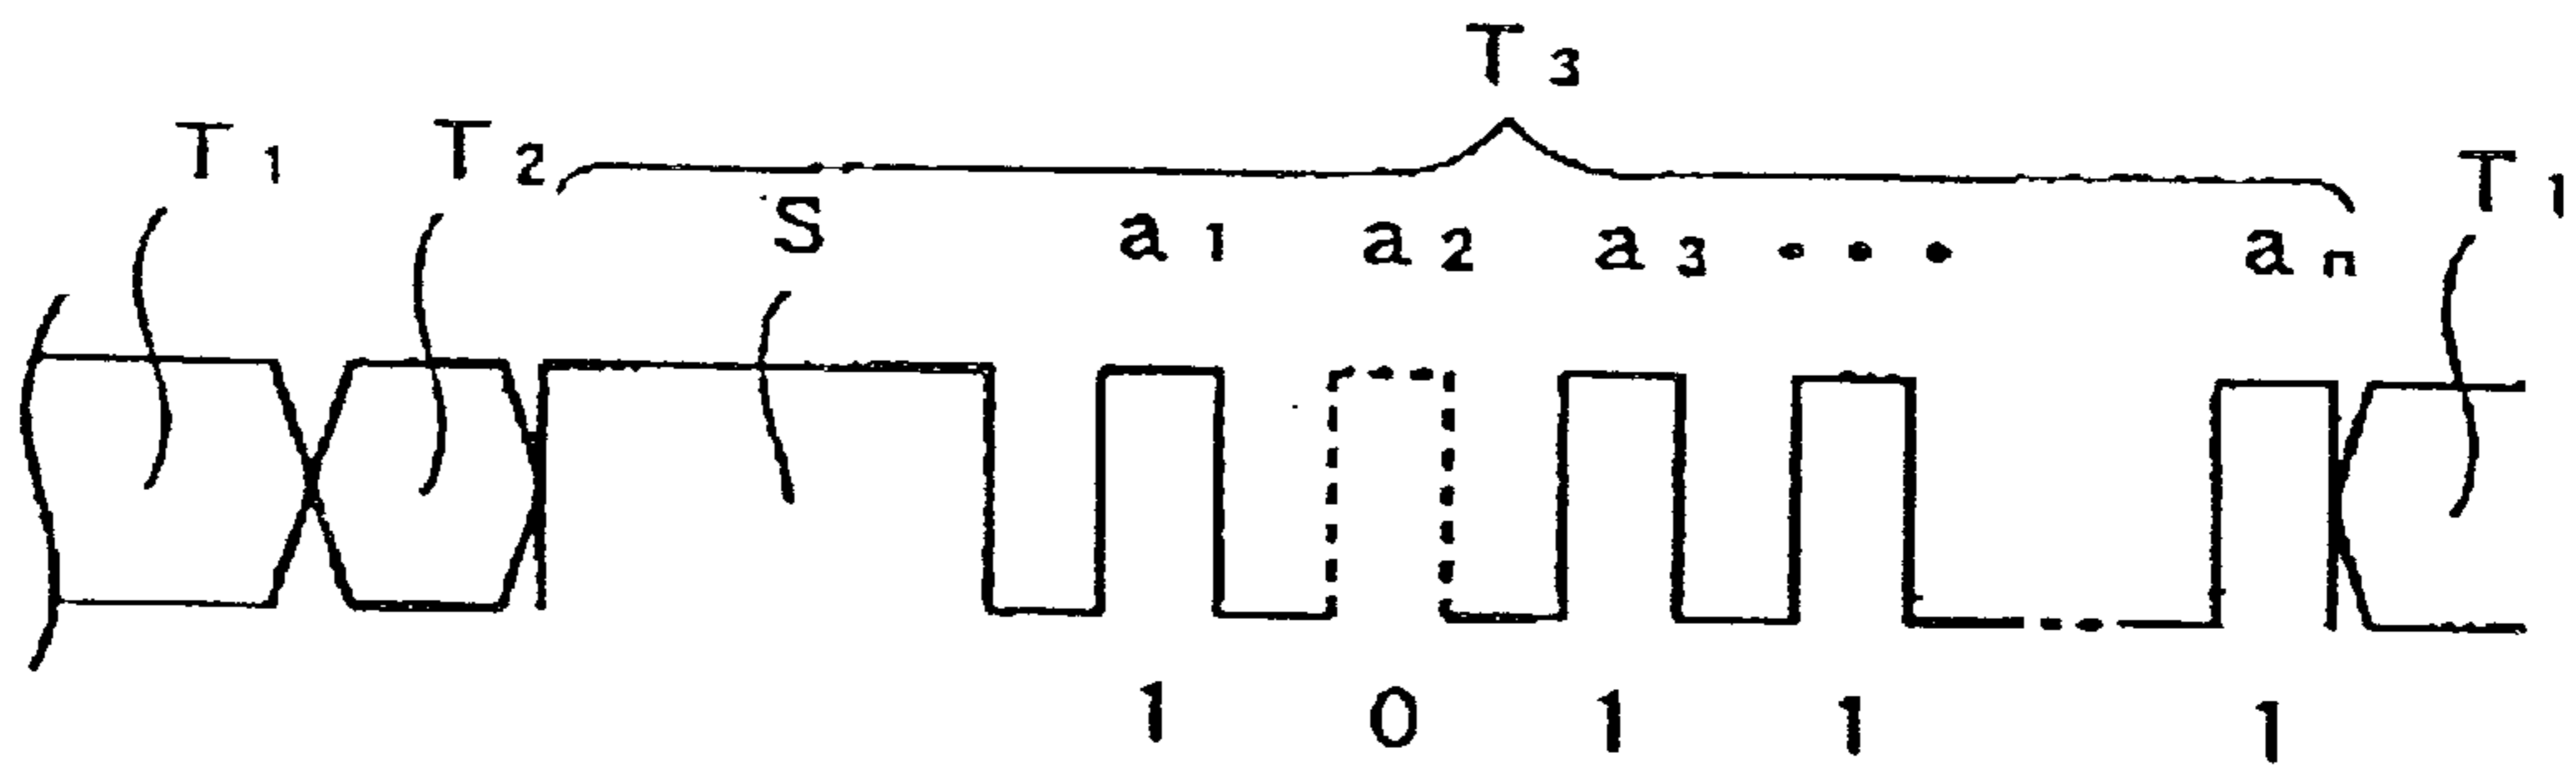 T₃
T₁ T₂ T₁
S a₁ a₂ a₃ • • • aₙ
1 0 1 1 1